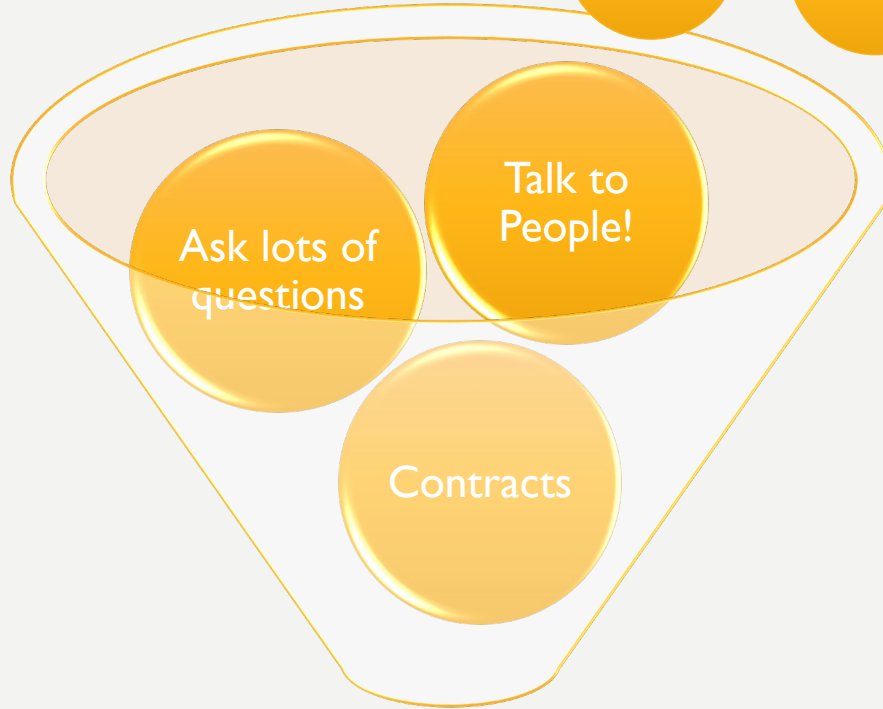 Talk to
People!
Ask lots of
questions
Contracts